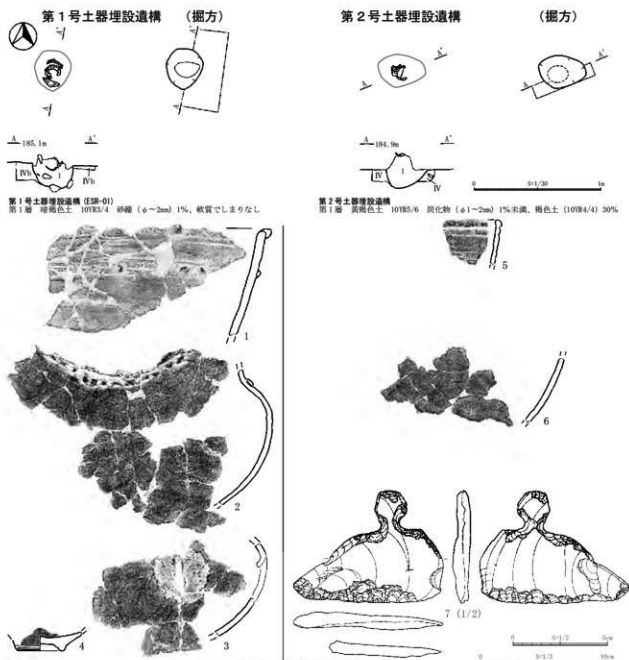 第1号土器埋設遺構 (掘方)
A A'
A A'
A 185.1m A'
IVb 1 IVb
第1号土器埋設遺構 (ESR-01)
第1層 暗褐色土 10YR3/4 砂礫 (φ~2mm) 1%、軟質でしまりなし
1
2
3
4
第2号土器埋設遺構 (掘方)
A A'
A A'
A 184.9m A'
IV 1 IV
0 S=1/30 1m
第2号土器埋設遺構
第1層 黄褐色土 10YR5/6 炭化物 (φ1~2mm) 1%未満、褐色土 (10YR4/4) 30%
5
6
7 (1/2)
0 S=1/2 5cm
0 S=1/3 10cm